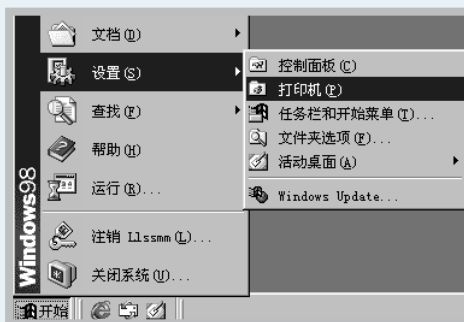 文档(D)
设置(S)
查找(F)
帮助(H)
运行(R)...
注销 Llssmm(L)...
关闭系统(U)...
控制面板(C)
打印机(P)
任务栏和开始菜单(T)...
文件夹选项(F)...
活动桌面(A)
Windows Update...
Windows98
开始